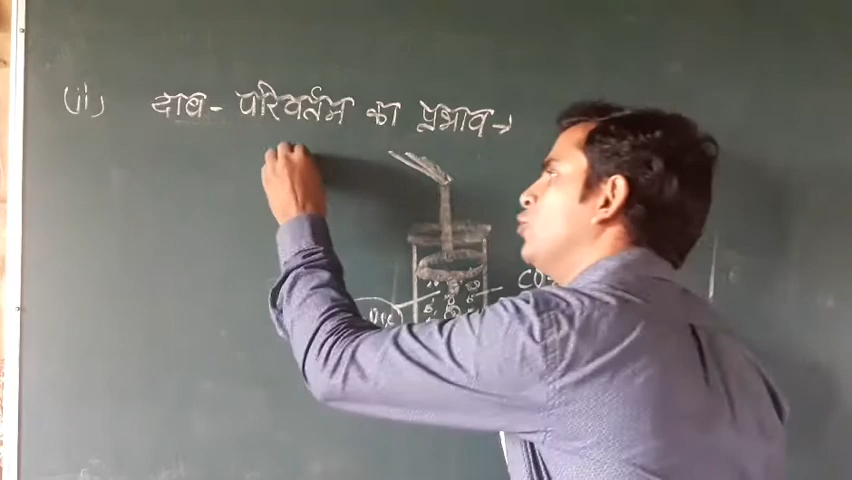 (ii) दाब- परिवर्तन का प्रभाव →
CO₂